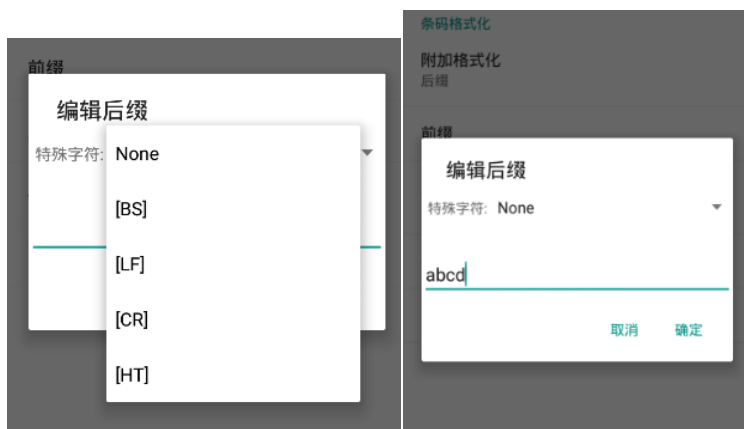 前缀
编辑后缀
特殊字符: None
[BS]
[LF]
[CR]
[HT]
条码格式化
附加格式化
后缀
前缀
编辑后缀
特殊字符: None
abcd
取消 确定